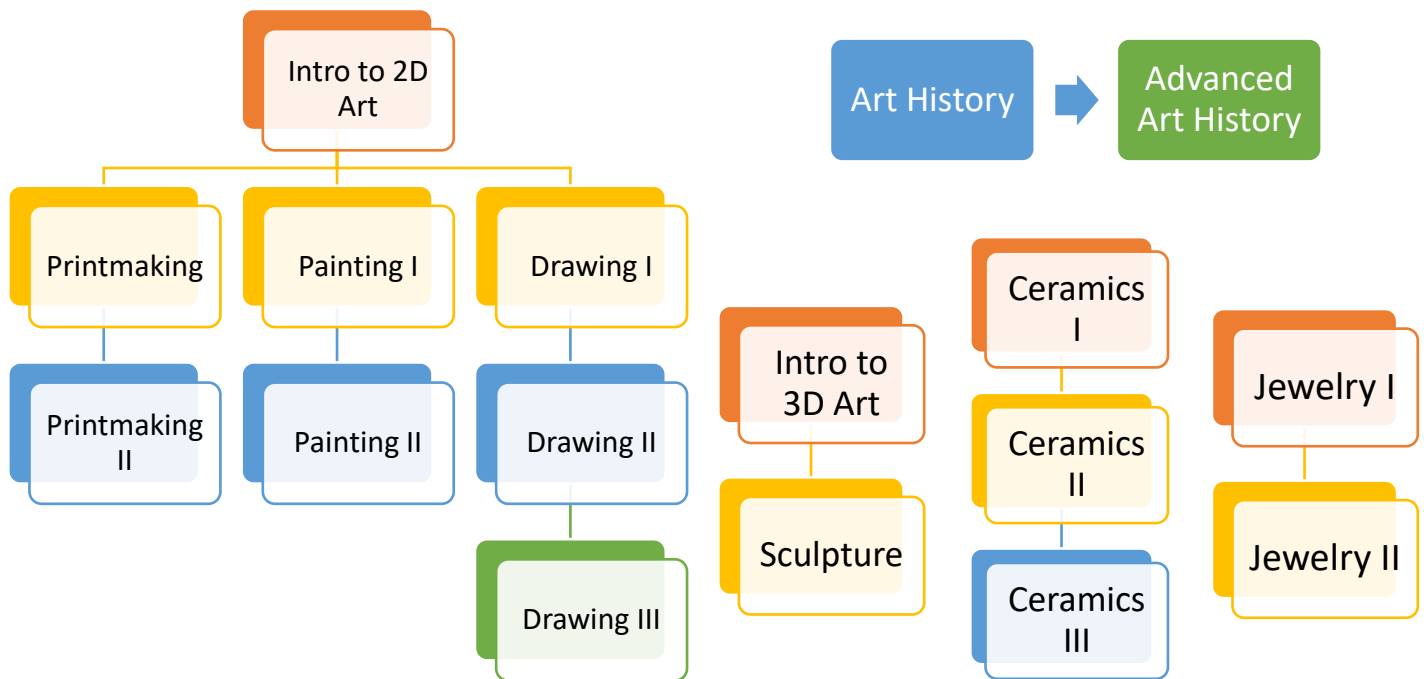 Intro to 2D
Art
Printmaking
Painting I
Drawing I
Printmaking
II
Painting II
Drawing II
Drawing III
Art History
Advanced
Art History
Intro to
3D Art
Sculpture
Ceramics
I
Ceramics
II
Ceramics
III
Jewelry I
Jewelry II